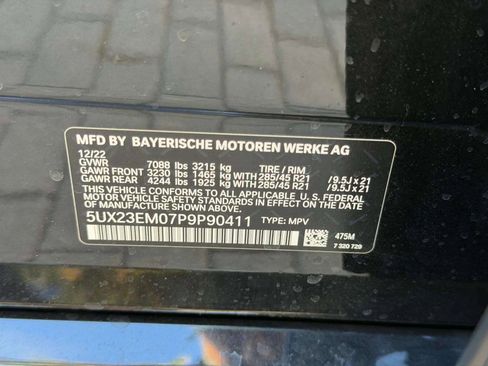 MFD BY BAYERISCHE MOTOREN WERKE AG
12/22
GVWR 7088 lbs 3215 kg TIRE / RIM
GAWR FRONT 3230 lbs 1465 kg WITH 285/45 R21 /9.5J x 21
GAWR REAR 4244 lbs 1925 kg WITH 285/45 R21 /9.5J x 21
THIS VEHICLE CONFORMS TO ALL APPLICABLE U.S. FEDERAL
MOTOR VEHICLE SAFETY STANDARDS IN EFFECT ON
THE DATE OF MANUFACTURE SHOWN ABOVE.
5UX23EM07P9P90411 TYPE: MPV
475M
7 320 729